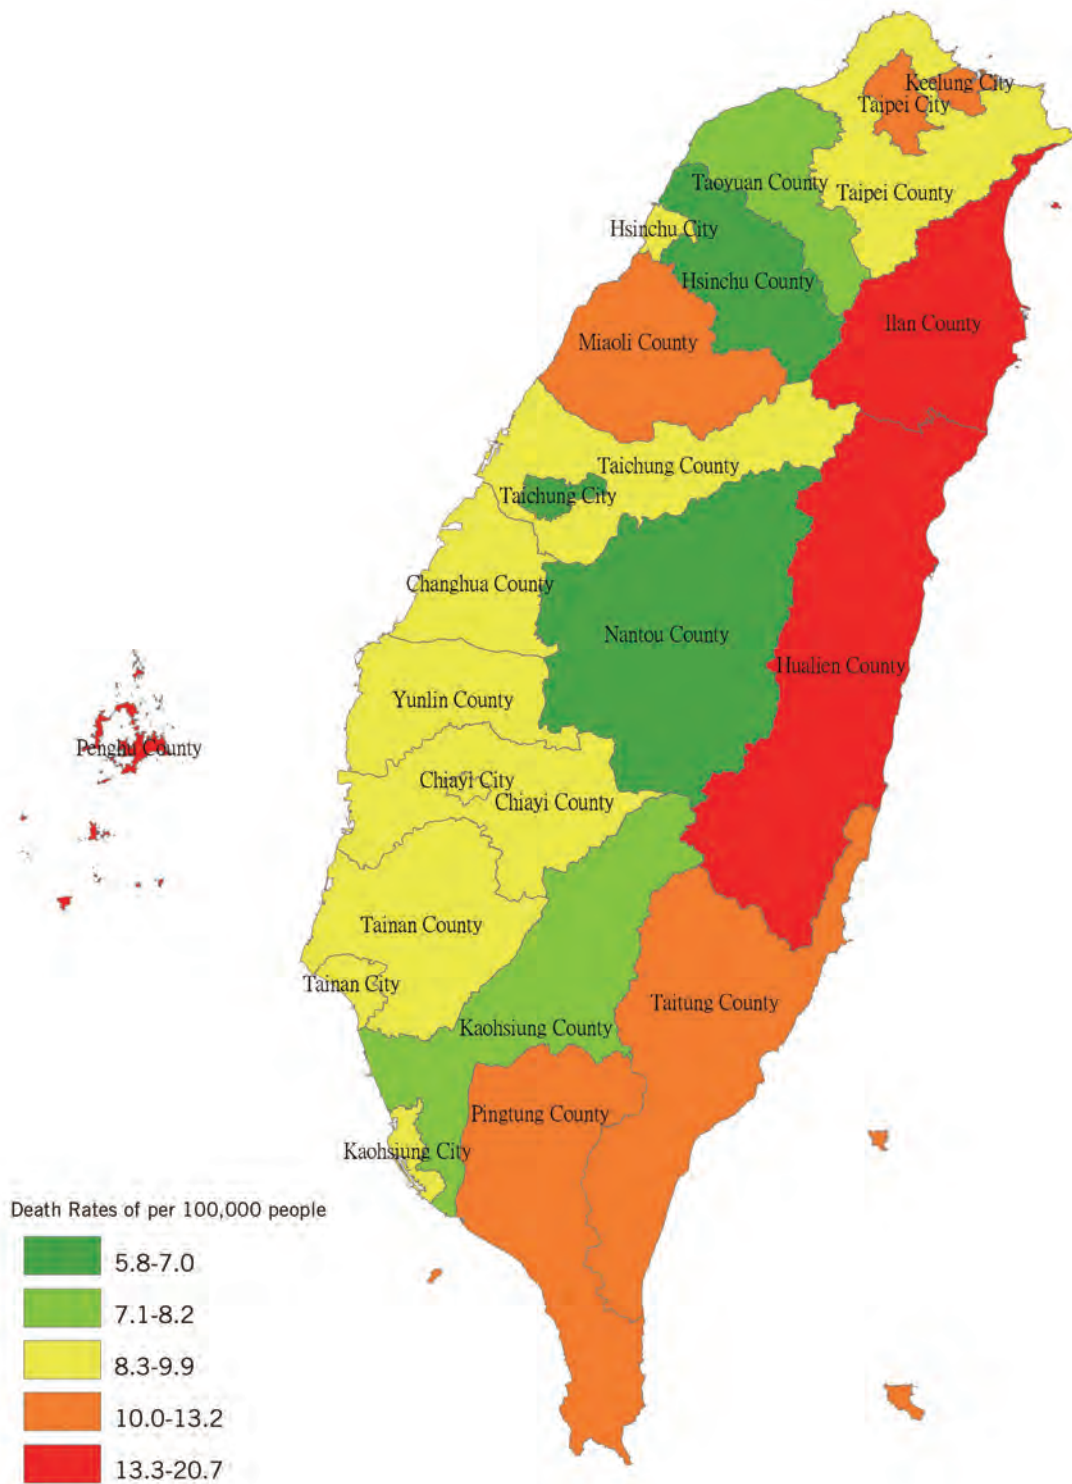 Keelung City
Taipei City
Taoyuan County
Taipei County
Hsinchu City
Hsinchu County
Ilan County
Miaoli County
Taichung County
Taichung City
Changhua County
Nantou County
Hualien County
Yunlin County
Penghu County
Chiayi City
Chiayi County
Tainan County
Tainan City
Taitung County
Kaohsiung County
Pingtung County
Kaohsiung City
Death Rates of per 100,000 people
5.8-7.0
7.1-8.2
8.3-9.9
10.0-13.2
13.3-20.7